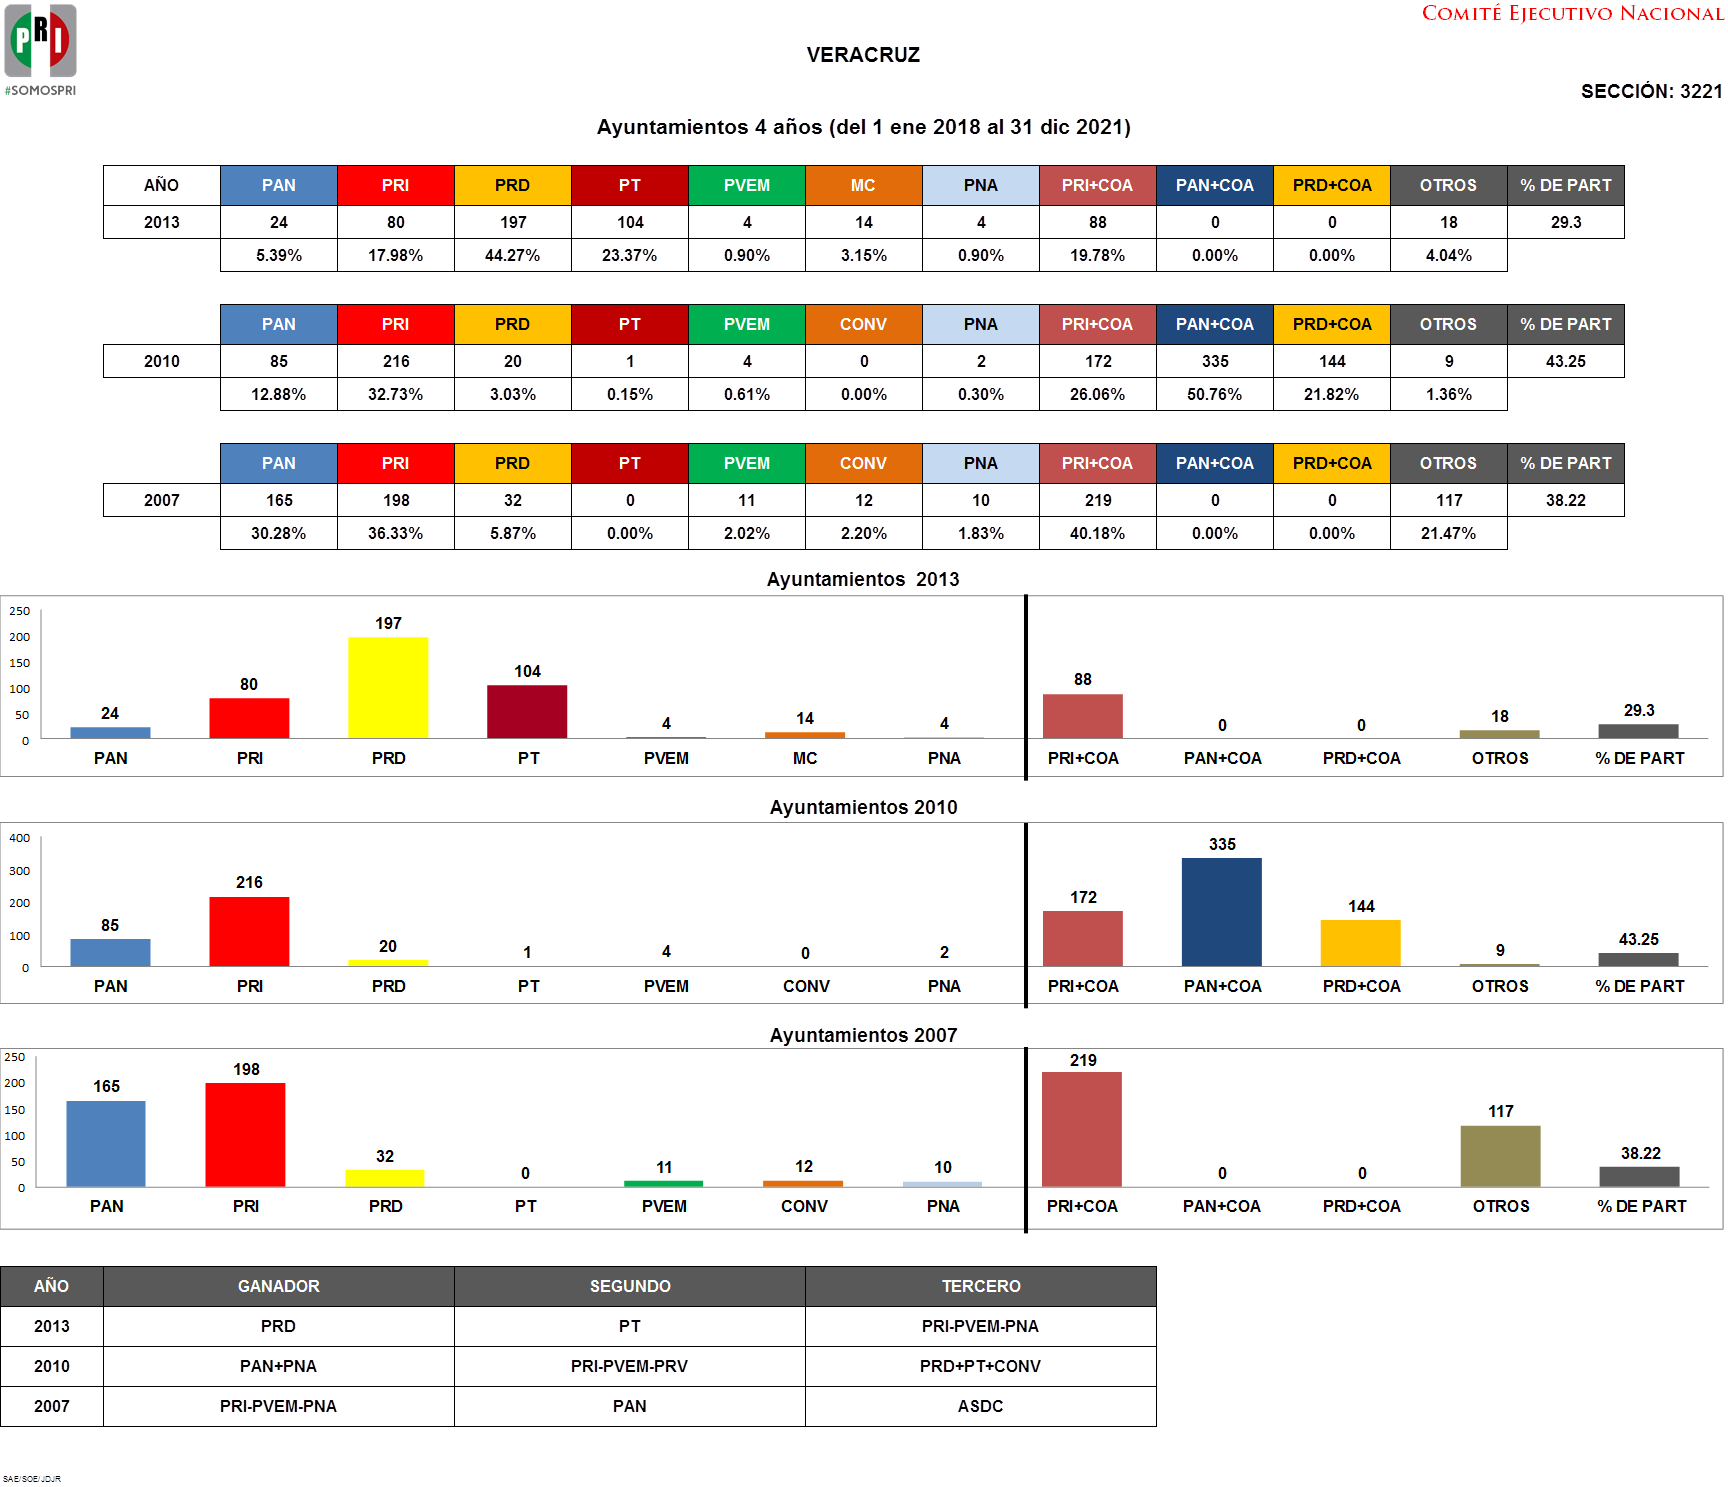 PRI
#SOMOSPRI
COMITÉ EJECUTIVO NACIONAL
VERACRUZ
SECCIÓN: 3221
Ayuntamientos 4 años (del 1 ene 2018 al 31 dic 2021)
AÑO PAN PRI PRD PT PVEM MC PNA PRI+COA PAN+COA PRD+COA OTROS % DE PART
2013 24 80 197 104 4 14 4 88 0 0 18 29.3
5.39% 17.98% 44.27% 23.37% 0.90% 3.15% 0.90% 19.78% 0.00% 0.00% 4.04%
PAN PRI PRD PT PVEM CONV PNA PRI+COA PAN+COA PRD+COA OTROS % DE PART
2010 85 216 20 1 4 0 2 172 335 144 9 43.25
12.88% 32.73% 3.03% 0.15% 0.61% 0.00% 0.30% 26.06% 50.76% 21.82% 1.36%
PAN PRI PRD PT PVEM CONV PNA PRI+COA PAN+COA PRD+COA OTROS % DE PART
2007 165 198 32 0 11 12 10 219 0 0 117 38.22
30.28% 36.33% 5.87% 0.00% 2.02% 2.20% 1.83% 40.18% 0.00% 0.00% 21.47%
Ayuntamientos 2013
250
200
150
100
50
0
24 80 197 104 4 14 4 88 0 0 18 29.3
PAN PRI PRD PT PVEM MC PNA PRI+COA PAN+COA PRD+COA OTROS % DE PART
Ayuntamientos 2010
400
300
200
100
0
85 216 20 1 4 0 2 172 335 144 9 43.25
PAN PRI PRD PT PVEM CONV PNA PRI+COA PAN+COA PRD+COA OTROS % DE PART
Ayuntamientos 2007
250
200
150
100
50
0
165 198 32 0 11 12 10 219 0 0 117 38.22
PAN PRI PRD PT PVEM CONV PNA PRI+COA PAN+COA PRD+COA OTROS % DE PART
AÑO GANADOR SEGUNDO TERCERO
2013 PRD PT PRI-PVEM-PNA
2010 PAN+PNA PRI-PVEM-PRV PRD+PT+CONV
2007 PRI-PVEM-PNA PAN ASDC
SAE/SOE/JDJR